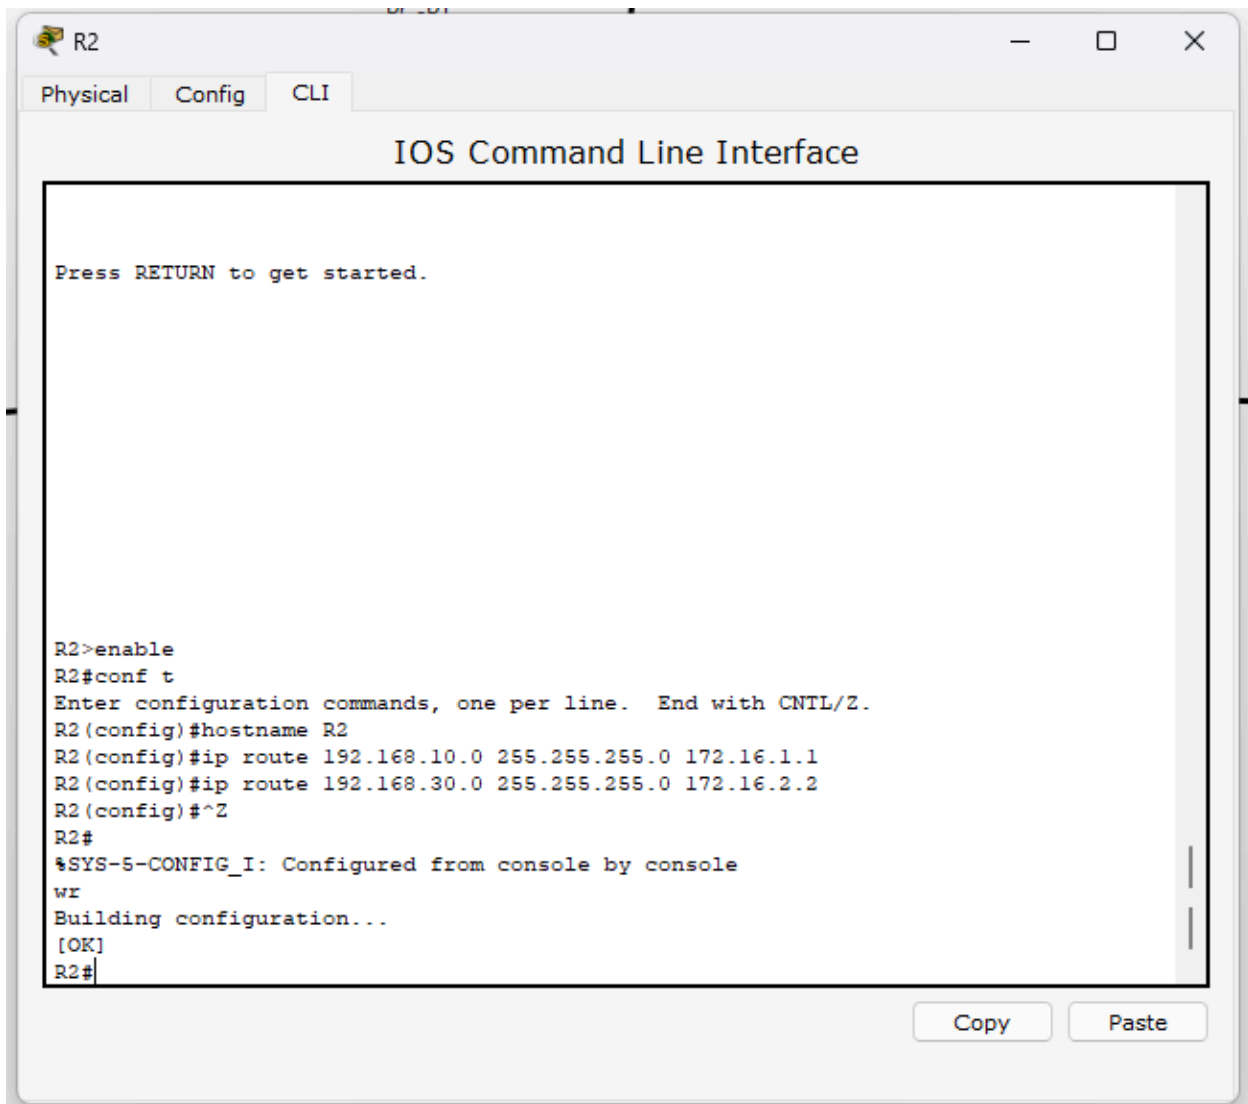 R2
Physical Config CLI
IOS Command Line Interface
Press RETURN to get started.
R2>enable
R2#conf t
Enter configuration commands, one per line.  End with CNTL/Z.
R2(config)#hostname R2
R2(config)#ip route 192.168.10.0 255.255.255.0 172.16.1.1
R2(config)#ip route 192.168.30.0 255.255.255.0 172.16.2.2
R2(config)#^Z
R2#
%SYS-5-CONFIG_I: Configured from console by console
wr
Building configuration...
[OK]
R2#
Copy Paste